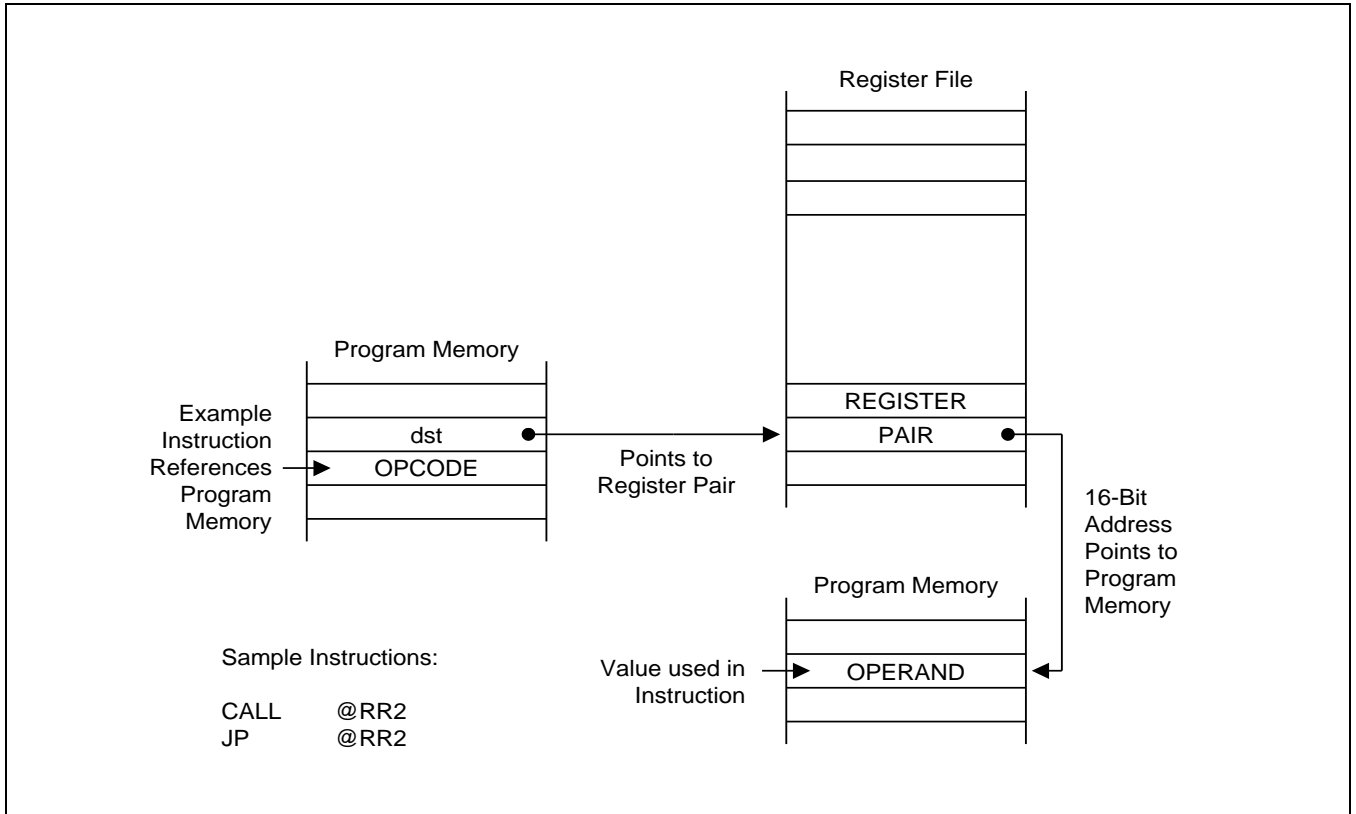 Register File
Program Memory
Example
Instruction
References
Program
Memory
dst
OPCODE
Points to
Register Pair
REGISTER
PAIR
16-Bit
Address
Points to
Program
Memory
Program Memory
Value used in
Instruction
OPERAND
Sample Instructions:
CALL @RR2
JP @RR2